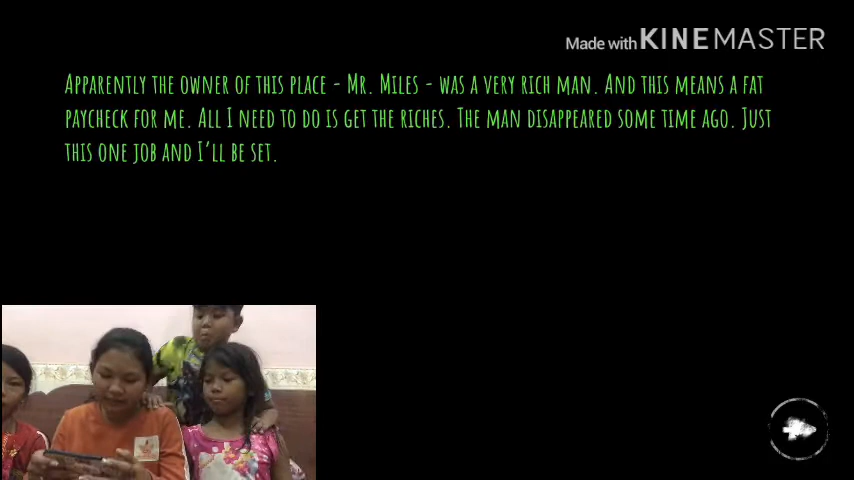 Made with KINEMASTER
APPARENTLY THE OWNER OF THIS PLACE - MR. MILES - WAS A VERY RICH MAN. AND THIS MEANS A FAT
PAYCHECK FOR ME. ALL I NEED TO DO IS GET THE RICHES. THE MAN DISAPPEARED SOME TIME AGO. JUST
THIS ONE JOB AND I'LL BE SET.